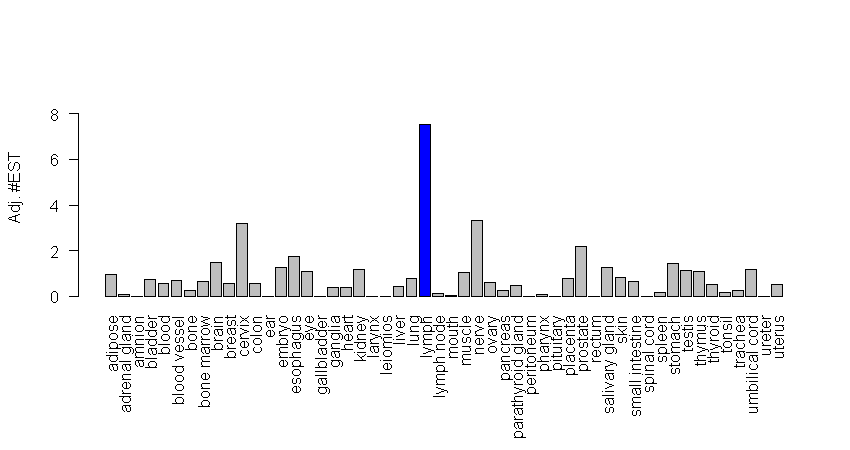 Adj. #EST
8
6
4
2
0
adipose
adrenal gland
amnion
bladder
blood
blood vessel
bone
bone marrow
brain
breast
cervix
colon
ear
embryo
esophagus
eye
gallbladder
ganglia
heart
kidney
larynx
leiomios
liver
lung
lymph
lymph node
mouth
muscle
nerve
ovary
pancreas
parathyroid gland
peritoneum
pharynx
pituitary
placenta
prostate
rectum
salivary gland
skin
small intestine
spinal cord
spleen
stomach
testis
thymus
thyroid
tonsil
trachea
umbilical cord
ureter
uterus